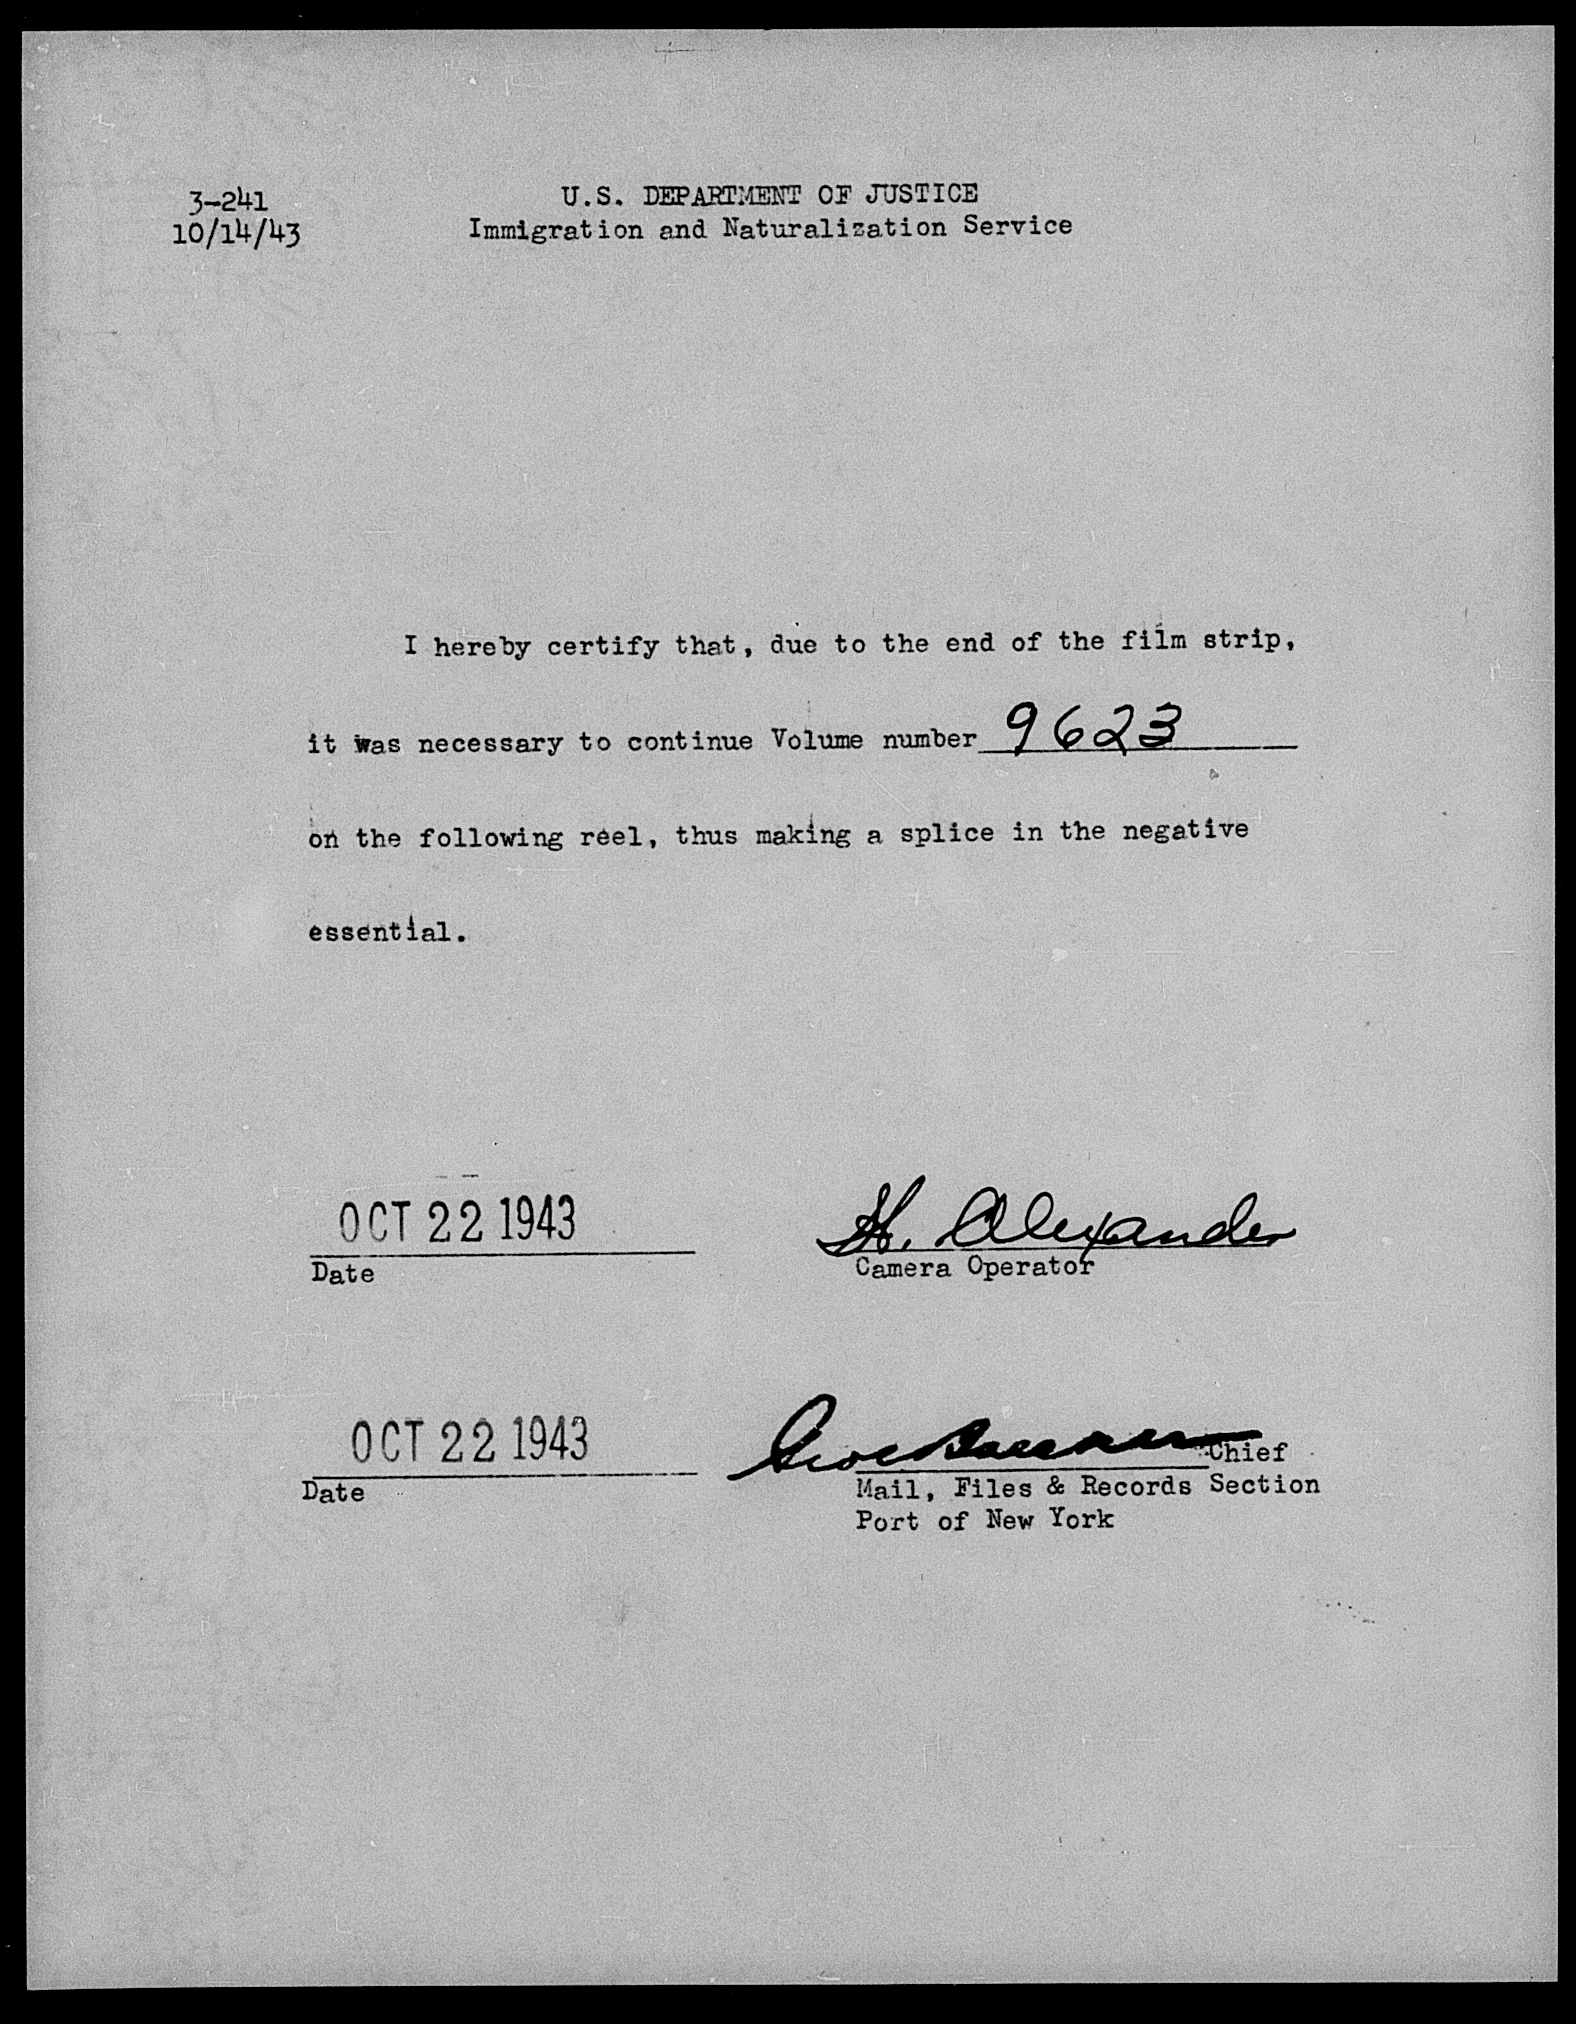 3-241
10/14/43
U.S. DEPARTMENT OF JUSTICE
Immigration and Naturalization Service
I hereby certify that, due to the end of the film strip,
it was necessary to continue Volume number 9623
on the following reel, thus making a splice in the negative
essential.
OCT 22 1943
Date
H. Alexander
Camera Operator
OCT 22 1943
Date
Chief
Mail, Files & Records Section
Port of New York